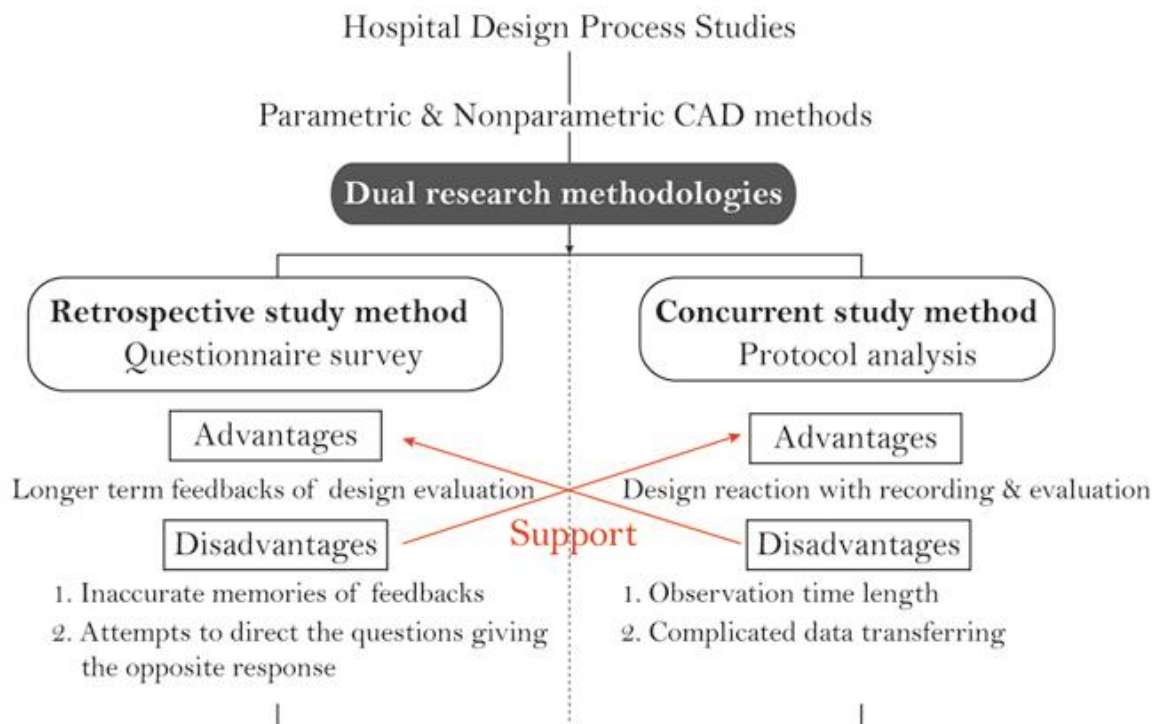 Hospital Design Process Studies
Parametric & Nonparametric CAD methods
Dual research methodologies
Retrospective study method
Questionnaire survey
Concurrent study method
Protocol analysis
Advantages
Longer term feedbacks of design evaluation
Disadvantages
1. Inaccurate memories of feedbacks
2. Attempts to direct the questions giving
the opposite response
Support
Advantages
Design reaction with recording & evaluation
Disadvantages
1. Observation time length
2. Complicated data transferring